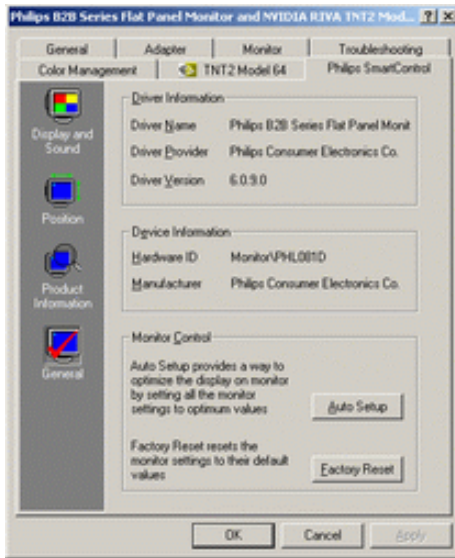 Philips B2B Series Flat Panel Monitor and NVIDIA RIVA TNT2 Mod... ? X
General Adapter Monitor Troubleshooting
Color Management TNT2 Model 64 Philips SmartControl
Display and
Sound
Position
Product
Information
General
Driver Information
Driver Name Philips B2B Series Flat Panel Monit
Driver Provider Philips Consumer Electronics Co.
Driver Version 6.0.9.0
Device Information
Hardware ID Monitor\PHL081D
Manufacturer Philips Consumer Electronics Co.
Monitor Control
Auto Setup provides a way to
optimize the display on monitor
by setting all the monitor
settings to optimum values
Auto Setup
Factory Reset resets the
monitor settings to their default
values
Factory Reset
OK Cancel Apply